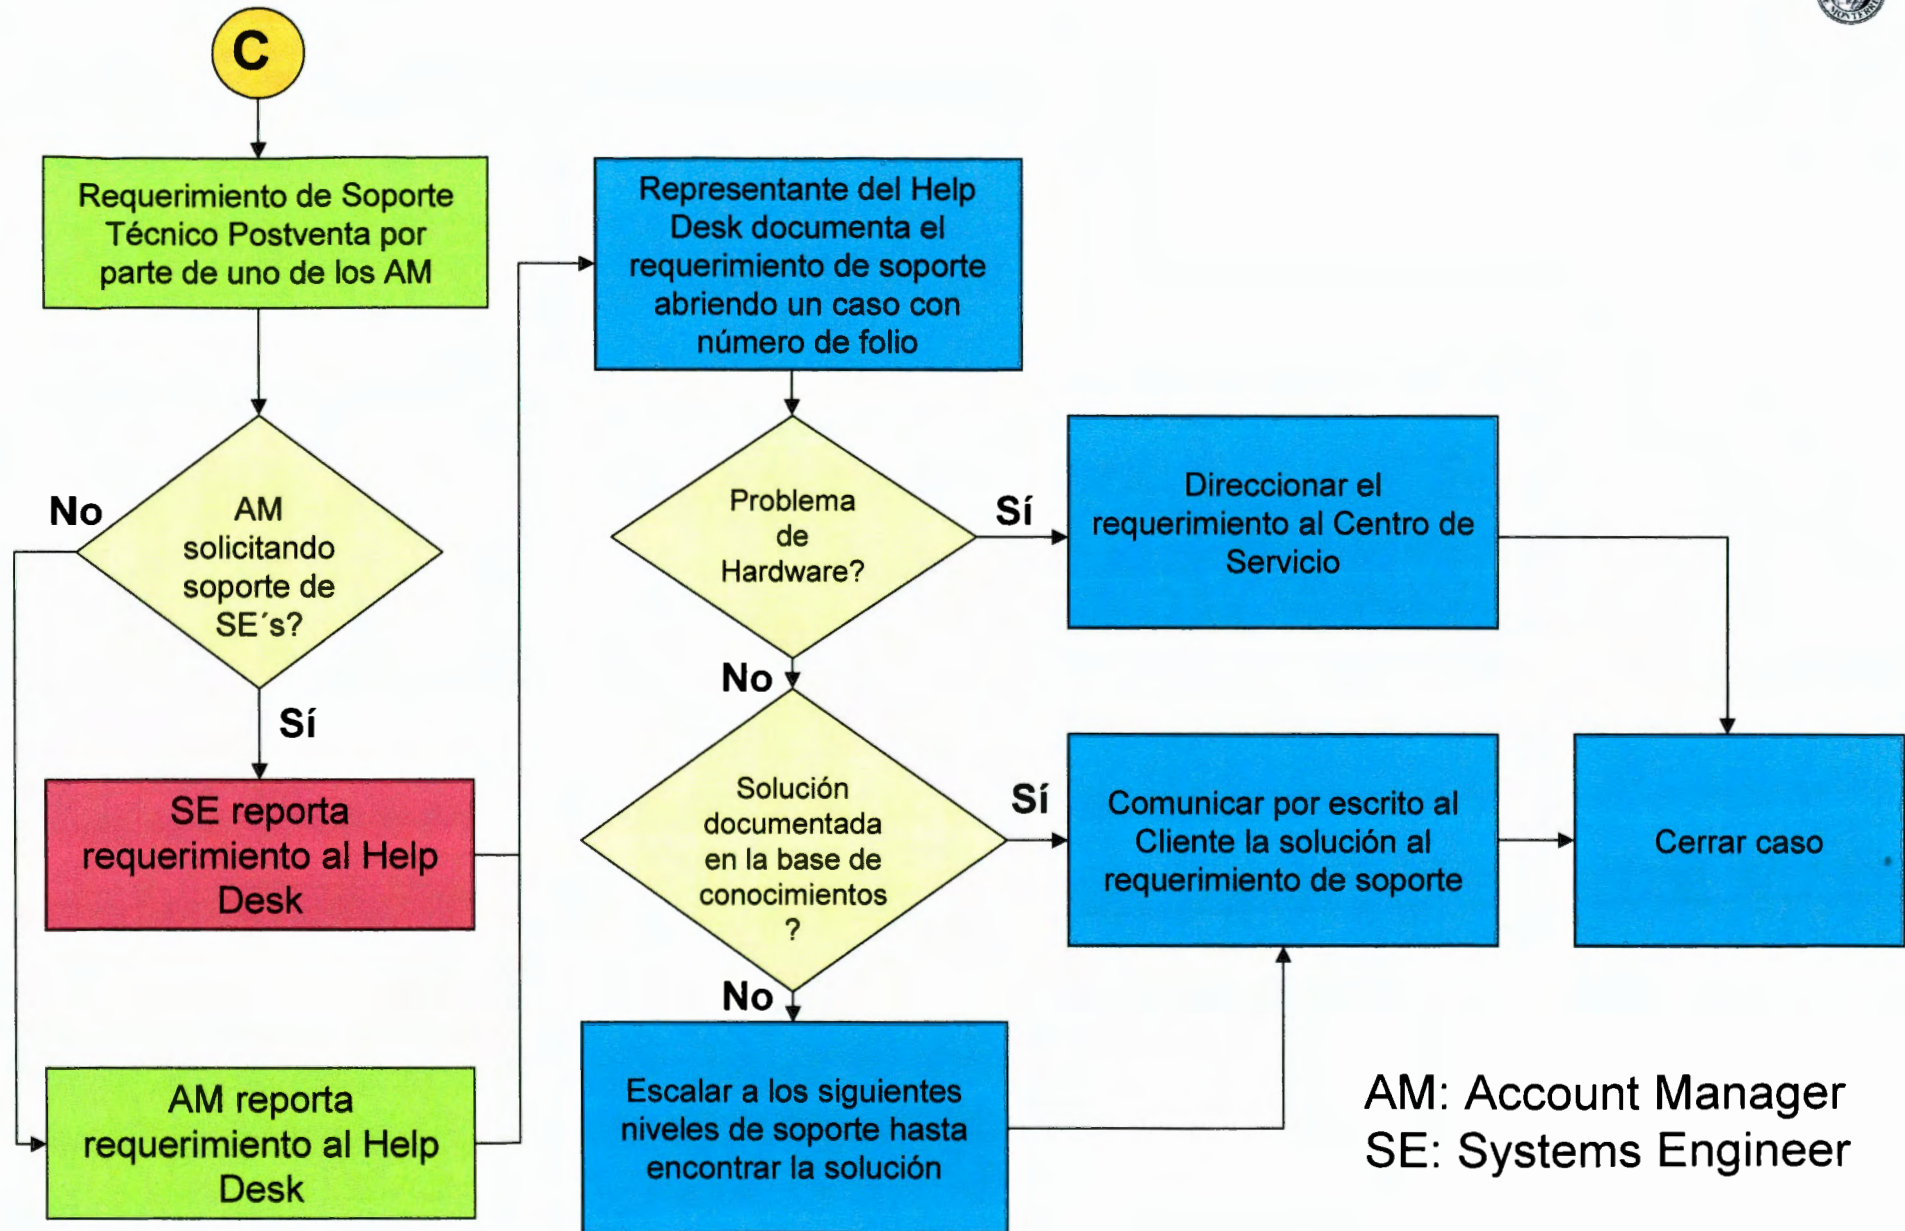 MONTERRE
C
Requerimiento de Soporte
Técnico Postventa por
parte de uno de los AM
No
AM
solicitando
soporte de
SE´s?
Sí
SE reporta
requerimiento al Help
Desk
AM reporta
requerimiento al Help
Desk
Representante del Help
Desk documenta el
requerimiento de soporte
abriendo un caso con
número de folio
Problema
de
Hardware?
Sí
Direccionar el
requerimiento al Centro de
Servicio
No
Solución
documentada
en la base de
conocimientos
?
Sí
Comunicar por escrito al
Cliente la solución al
requerimiento de soporte
Cerrar caso
No
Escalar a los siguientes
niveles de soporte hasta
encontrar la solución
AM: Account Manager
SE: Systems Engineer